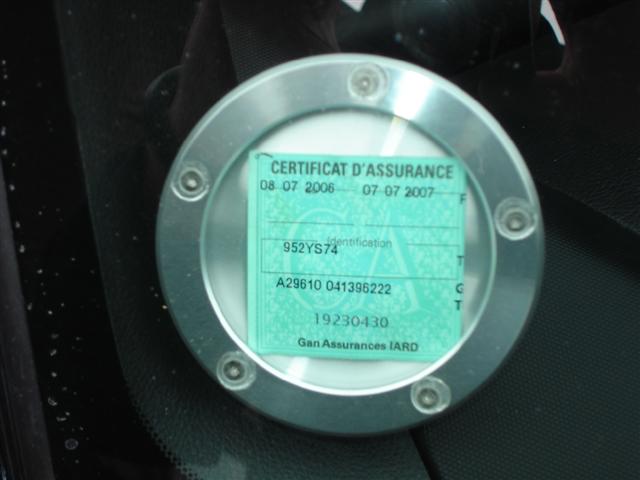 CERTIFICAT D'ASSURANCE
08 07 2006 07 07 2007 F
Identification
952YS74
T
A29610 041396222 G
T
19230430
Gan Assurances IARD